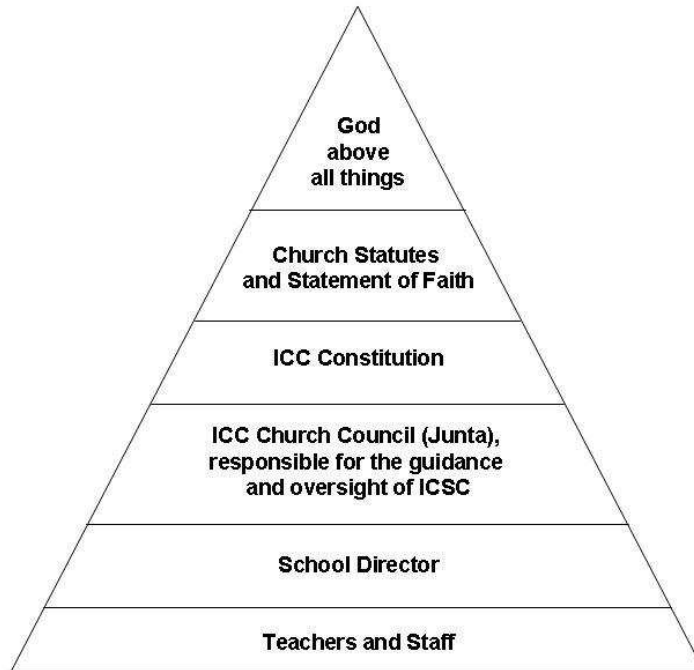 God
above
all things
Church Statutes
and Statement of Faith
ICC Constitution
ICC Church Council (Junta),
responsible for the guidance
and oversight of ICSC
School Director
Teachers and Staff